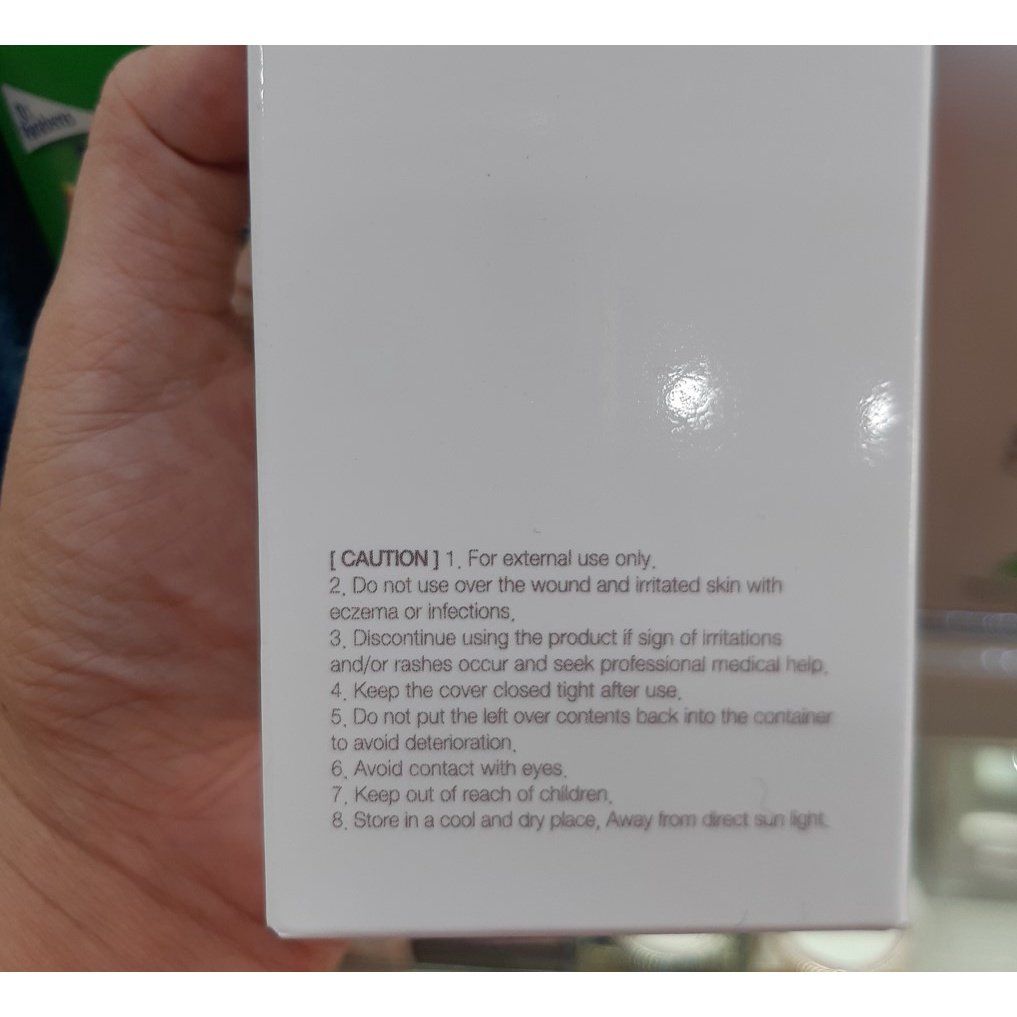 0%
Parabens
[ CAUTION ] 1. For external use only.
2. Do not use over the wound and irritated skin with
eczema or infections.
3. Discontinue using the product if sign of irritations
and/or rashes occur and seek professional medical help.
4. Keep the cover closed tight after use.
5. Do not put the left over contents back into the container
to avoid deterioration.
6. Avoid contact with eyes.
7. Keep out of reach of children.
8. Store in a cool and dry place, Away from direct sun light.